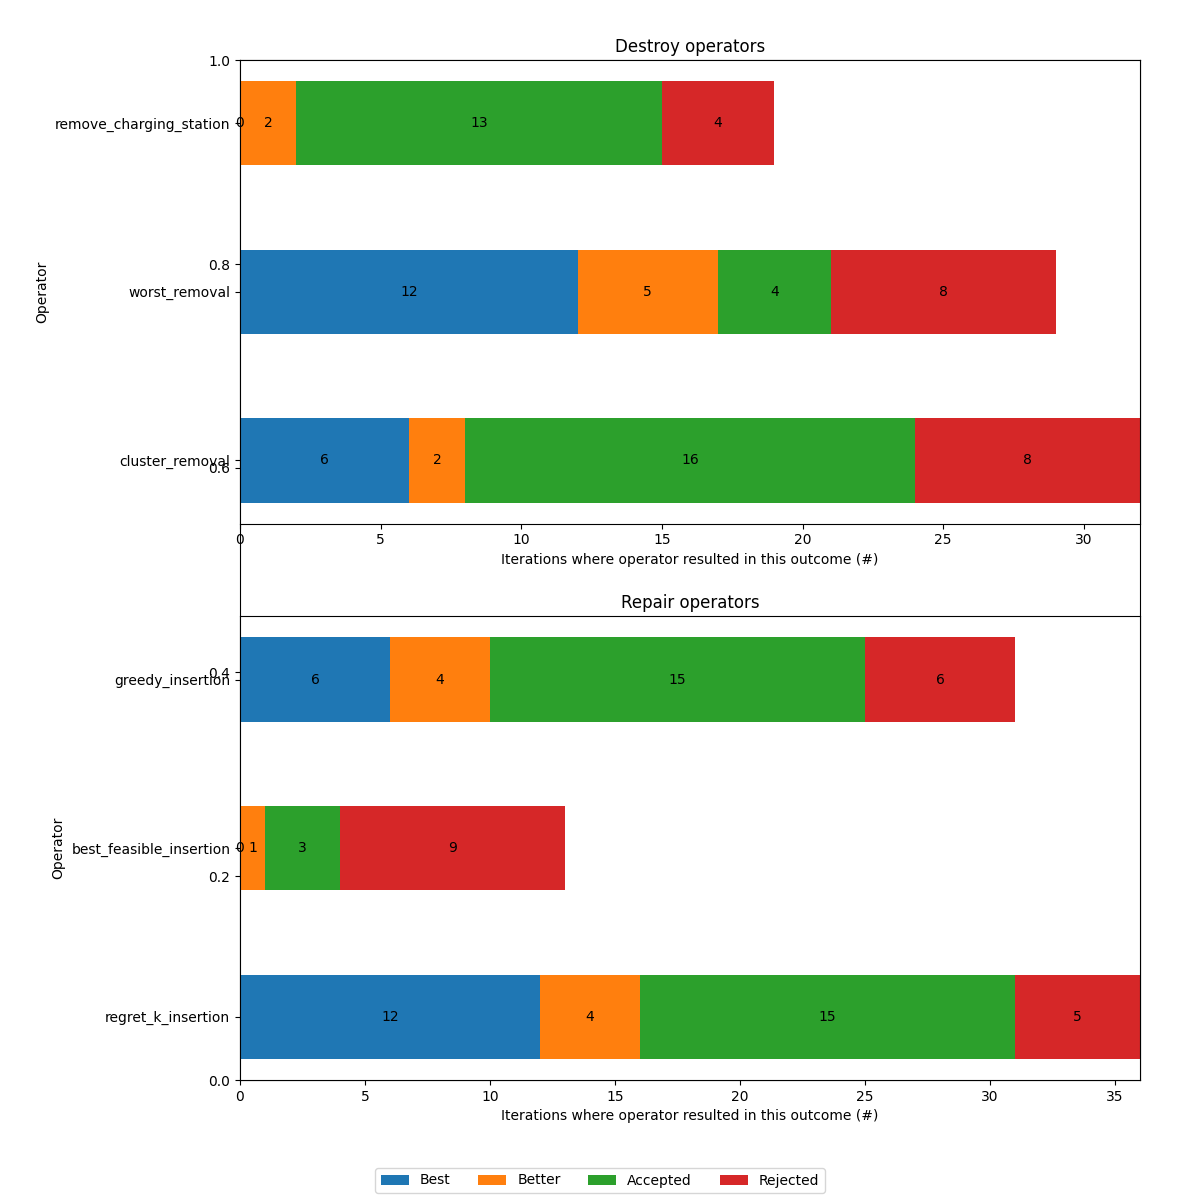 Destroy operators
1.0
remove_charging_station 0 2 13 4
0.8
worst_removal 12 5 4 8
Operator
cluster_removal 6 2 16 8
0.6
0 5 10 15 20 25 30
Iterations where operator resulted in this outcome (#)
Repair operators
0.4
greedy_insertion 6 4 15 6
best_feasible_insertion 0 1 3 9
Operator
0.2
regret_k_insertion 12 4 15 5
0.0
0 5 10 15 20 25 30 35
Iterations where operator resulted in this outcome (#)
Best Better Accepted Rejected